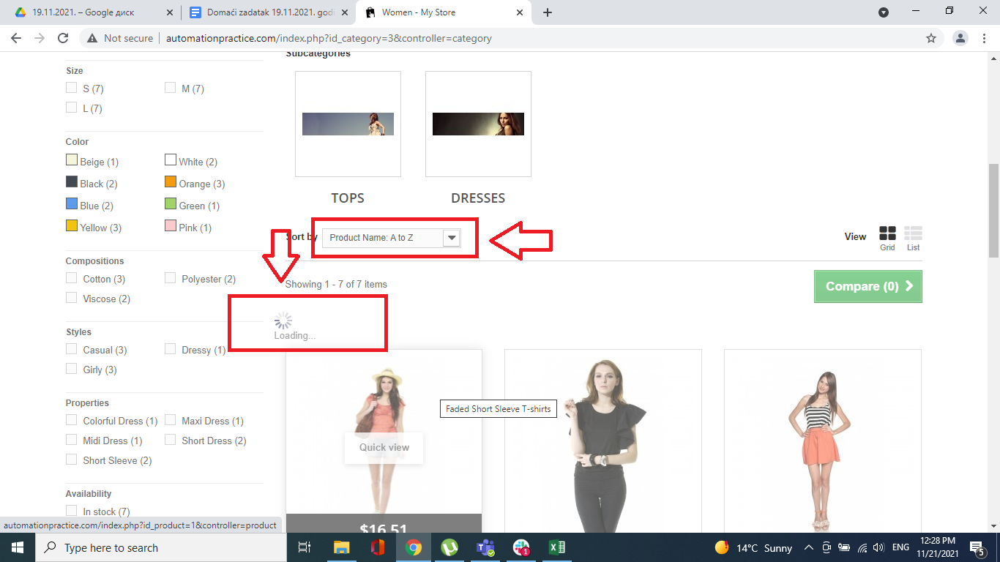 19.11.2021. – Google диск
Domaći zadatak 19.11.2021. godi
Women - My Store
Not secure
automationpractice.com/index.php?id_category=3&controller=category
Subcategories
Size
S (7)
M (7)
L (7)
Color
Beige (1)
White (2)
Black (2)
Orange (3)
Blue (2)
Green (1)
Yellow (3)
Pink (1)
Compositions
Cotton (3)
Polyester (2)
Viscose (2)
Styles
Casual (3)
Dressy (1)
Girly (3)
Properties
Colorful Dress (1)
Maxi Dress (1)
Midi Dress (1)
Short Dress (2)
Short Sleeve (2)
Availability
In stock (7)
TOPS
DRESSES
Sort by
Product Name: A to Z
View
Grid
List
Showing 1 - 7 of 7 items
Compare (0)
Loading...
Faded Short Sleeve T-shirts
Quick view
$16.51
automationpractice.com/index.php?id_product=1&controller=product
Type here to search
1
14°C Sunny
ENG
12:28 PM
11/21/2021
5